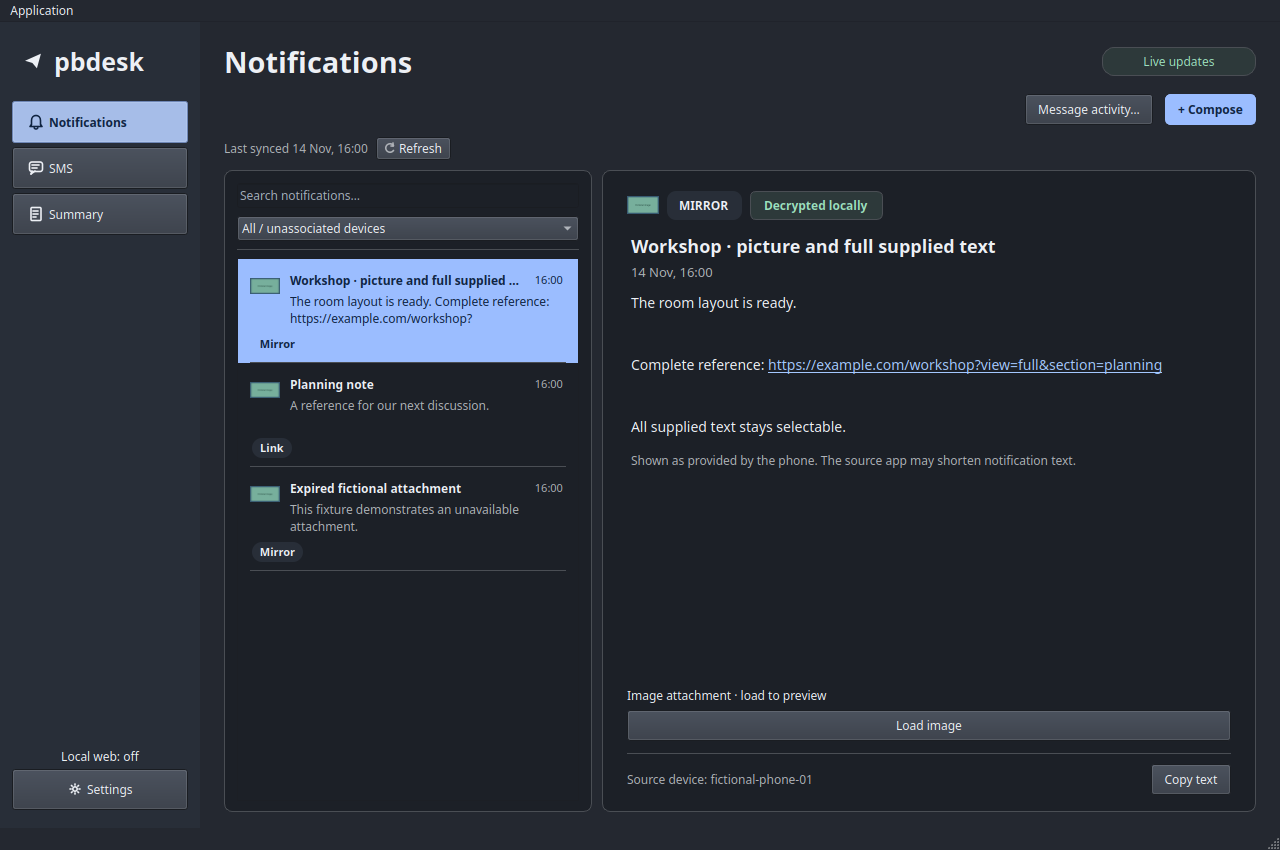 Application
pbdesk
Notifications
SMS
Summary
Local web: off
Settings
Notifications
Live updates
Message activity...
+ Compose
Last synced 14 Nov, 16:00
Refresh
Search notifications...
All / unassociated devices
Workshop · picture and full supplied ...
16:00
The room layout is ready. Complete reference:
https://example.com/workshop?
Mirror
Planning note
16:00
A reference for our next discussion.
Link
Expired fictional attachment
16:00
This fixture demonstrates an unavailable
attachment.
Mirror
MIRROR
Decrypted locally
Workshop · picture and full supplied text
14 Nov, 16:00
The room layout is ready.
Complete reference: https://example.com/workshop?view=full&section=planning
All supplied text stays selectable.
Shown as provided by the phone. The source app may shorten notification text.
Image attachment · load to preview
Load image
Source device: fictional-phone-01
Copy text